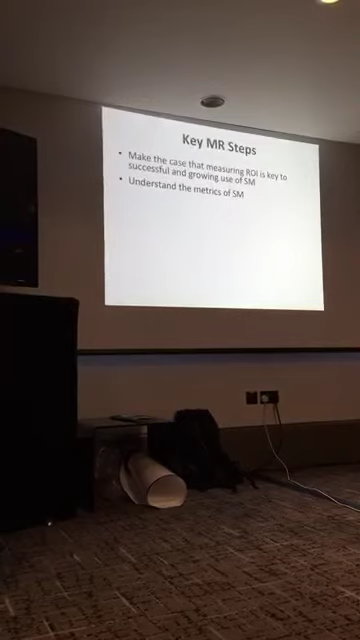 Key MR Steps
• Make the case that measuring ROI is key to
successful and growing use of SM
• Understand the metrics of SM